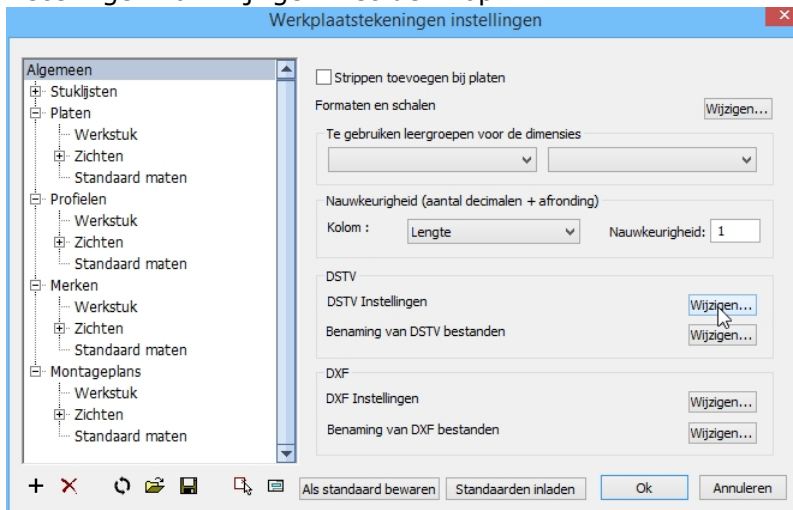 Werkplaatstekeningen instellingen
Algemeen
Stuklijsten
Platen
Werkstuk
Zichten
Standaard maten
Profielen
Werkstuk
Zichten
Standaard maten
Merken
Werkstuk
Zichten
Standaard maten
Montageplans
Werkstuk
Zichten
Standaard maten
Strippen toevoegen bij platen
Formaten en schalen Wijzigen...
Te gebruiken leergroepen voor de dimensies
Nauwkeurigheid (aantal decimalen + afronding)
Kolom : Lengte Nauwkeurigheid: 1
DSTV
DSTV Instellingen Wijzigen...
Benaming van DSTV bestanden Wijzigen...
DXF
DXF Instellingen Wijzigen...
Benaming van DXF bestanden Wijzigen...
Als standaard bewaren Standaarden inladen Ok Annuleren